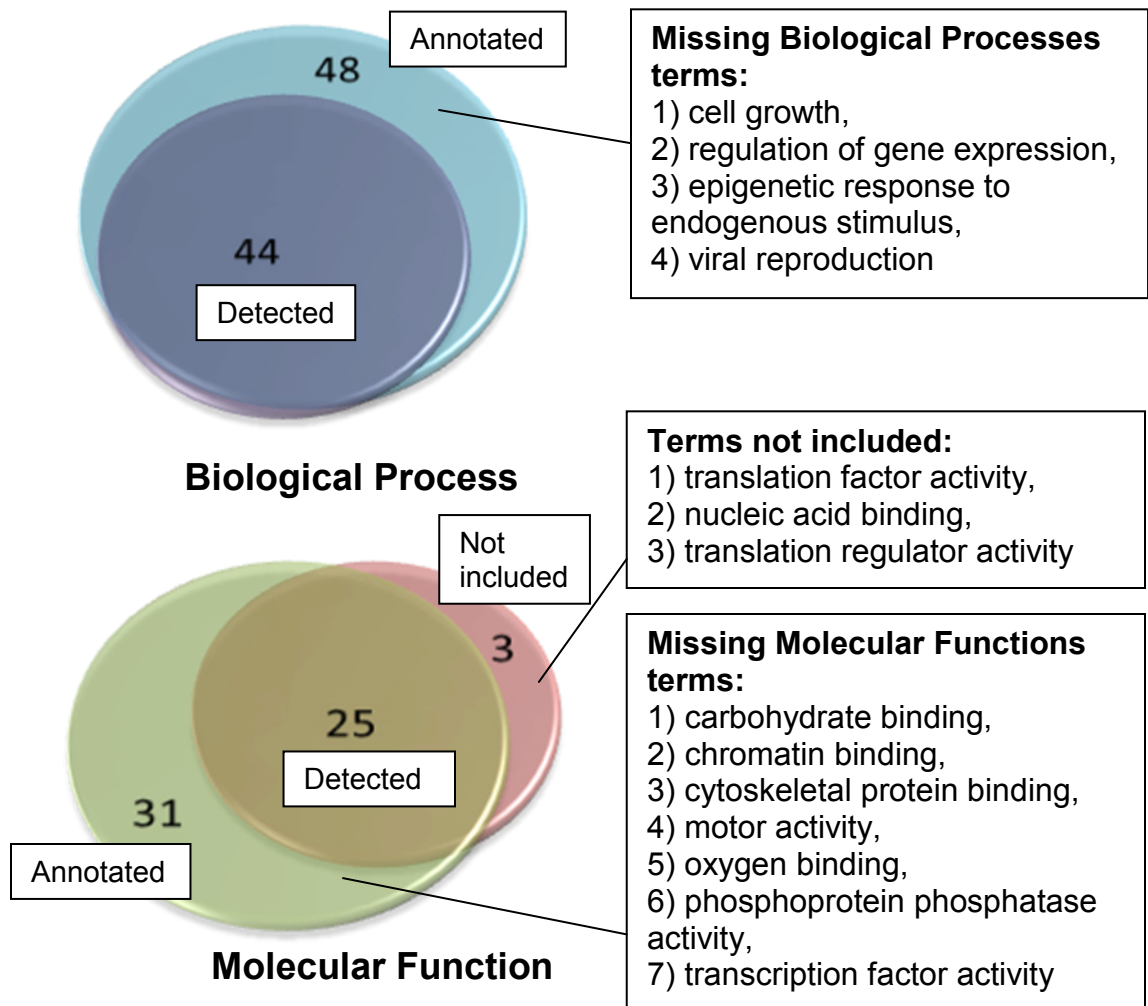 48
Annotated
44
Detected
Missing Biological Processes
terms:
1) cell growth,
2) regulation of gene expression,
3) epigenetic response to
endogenous stimulus,
4) viral reproduction
Biological Process
Not
included
3
25
Detected
31
Annotated
Terms not included:
1) translation factor activity,
2) nucleic acid binding,
3) translation regulator activity
Missing Molecular Functions
terms:
1) carbohydrate binding,
2) chromatin binding,
3) cytoskeletal protein binding,
4) motor activity,
5) oxygen binding,
6) phosphoprotein phosphatase
activity,
7) transcription factor activity
Molecular Function